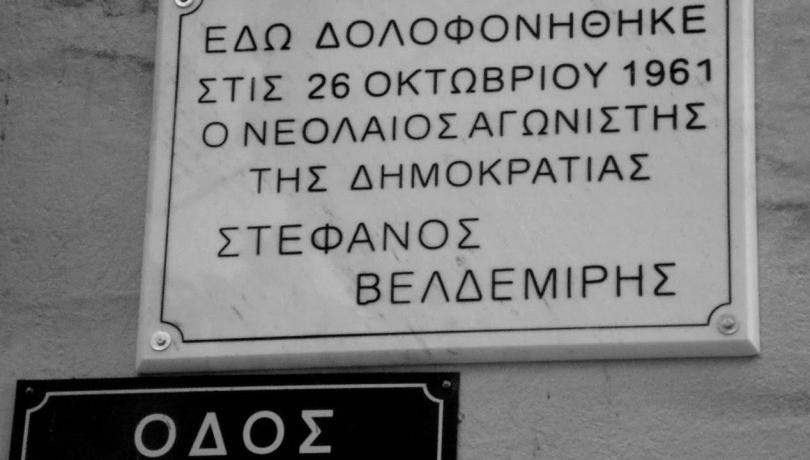 ΕΔΩ ΔΟΛΟΦΟΝΗΘΗΚΕ
ΣΤΙΣ 26 ΟΚΤΩΒΡΙΟΥ 1961
Ο ΝΕΟΛΑΙΟΣ ΑΓΩΝΙΣΤΗΣ
ΤΗΣ ΔΗΜΟΚΡΑΤΙΑΣ
ΣΤΕΦΑΝΟΣ
ΒΕΛΔΕΜΙΡΗΣ
ΟΔΟΣ